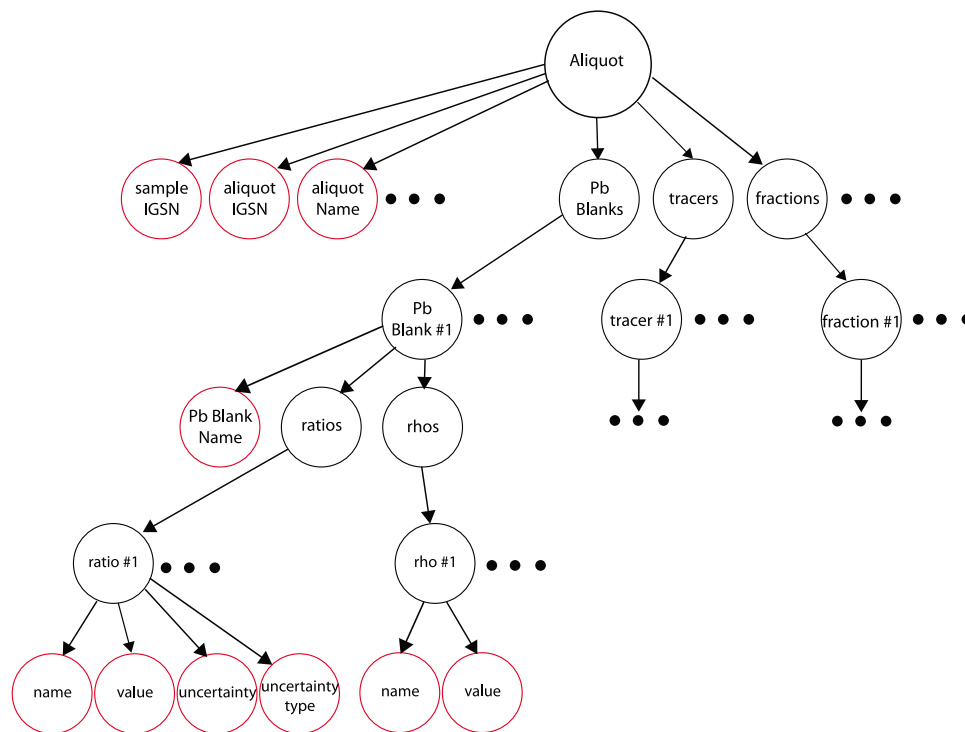 Aliquot
sample
IGSN
aliquot
IGSN
aliquot
Name
Pb
Blanks
tracers
fractions
Pb
Blank #1
tracer #1
fraction #1
Pb Blank
Name
ratios
rhos
ratio #1
rho #1
name
value
uncertainty
uncertainty
type
name
value